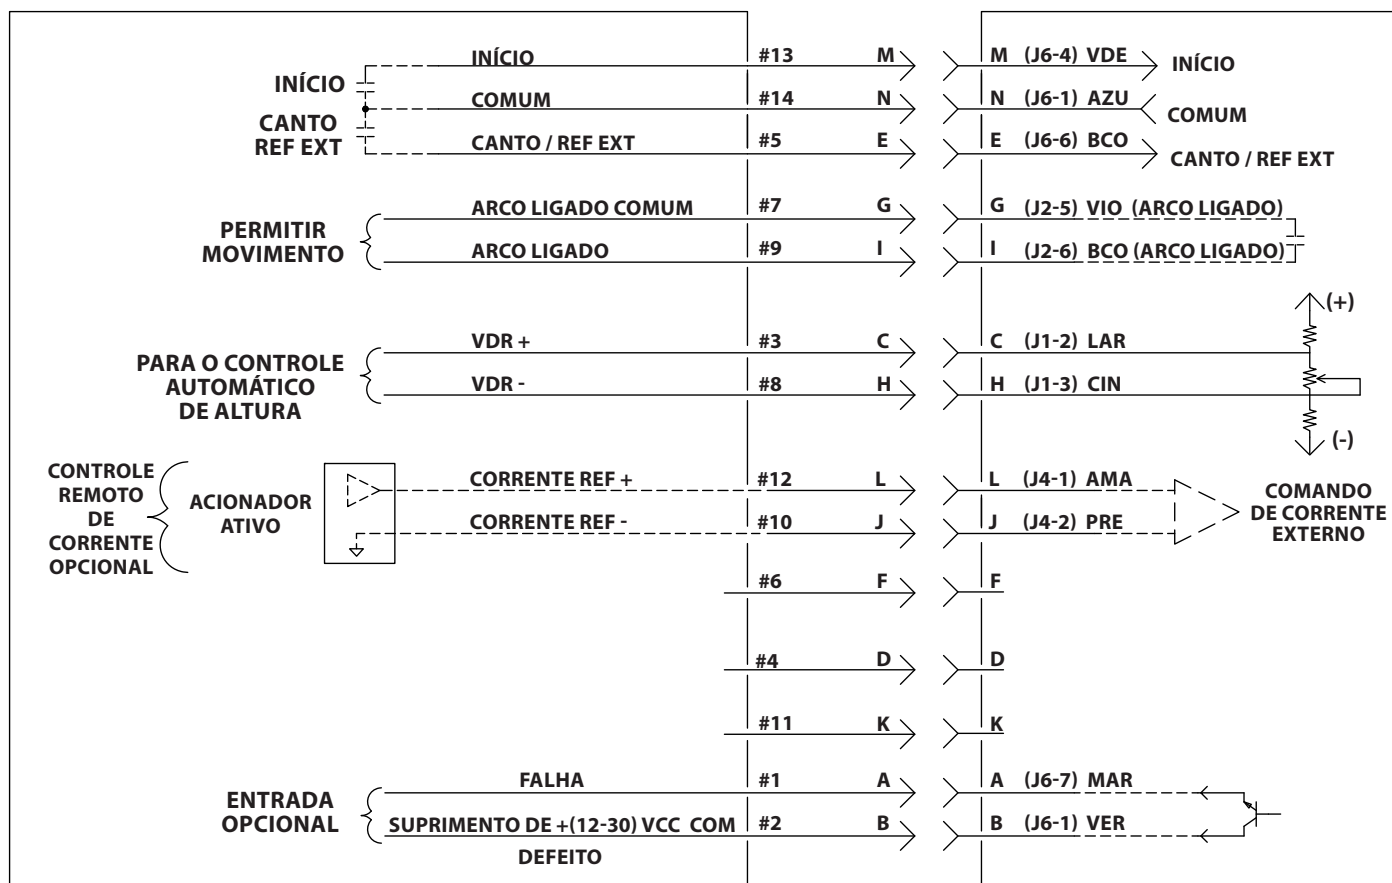 INÍCIO #13 M M (J6-4) VDE INÍCIO
INÍCIO
COMUM #14 N N (J6-1) AZU COMUM
CANTO
REF EXT
CANTO / REF EXT #5 E E (J6-6) BCO CANTO / REF EXT
ARCO LIGADO COMUM #7 G G (J2-5) VIO (ARCO LIGADO)
PERMITIR
MOVIMENTO
ARCO LIGADO #9 I I (J2-6) BCO (ARCO LIGADO)
(+)
VDR + #3 C C (J1-2) LAR
PARA O CONTROLE
AUTOMÁTICO
DE ALTURA
VDR - #8 H H (J1-3) CIN
(-)
CONTROLE
REMOTO
DE
CORRENTE
OPCIONAL
ACIONADOR
ATIVO
CORRENTE REF + #12 L L (J4-1) AMA
CORRENTE REF - #10 J J (J4-2) PRE
COMANDO
DE CORRENTE
EXTERNO
#6 F F
#4 D D
#11 K K
FALHA #1 A A (J6-7) MAR
ENTRADA
OPCIONAL
SUPRIMENTO DE +(12-30) VCC COM #2 B B (J6-1) VER
DEFEITO